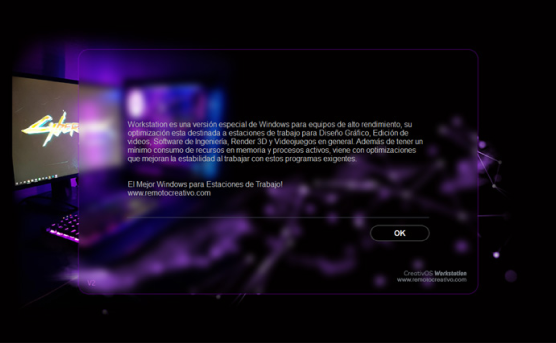 Workstation es una versión especial de Windows para equipos de alto rendimiento, su
optimización esta destinada a estaciones de trabajo para Diseño Gráfico, Edición de
videos, Software de Ingenieria, Render 3D y Videojuegos en general. Además de tener un
mínimo consumo de recursos en memoria y procesos activos, viene con optimizaciones
que mejoran la estabilidad al trabajar con estos programas exigentes.
El Mejor Windows para Estaciones de Trabajo!
www.remotocreativo.com
OK
CreativOS Workstation
www.remotocreativo.com
V2